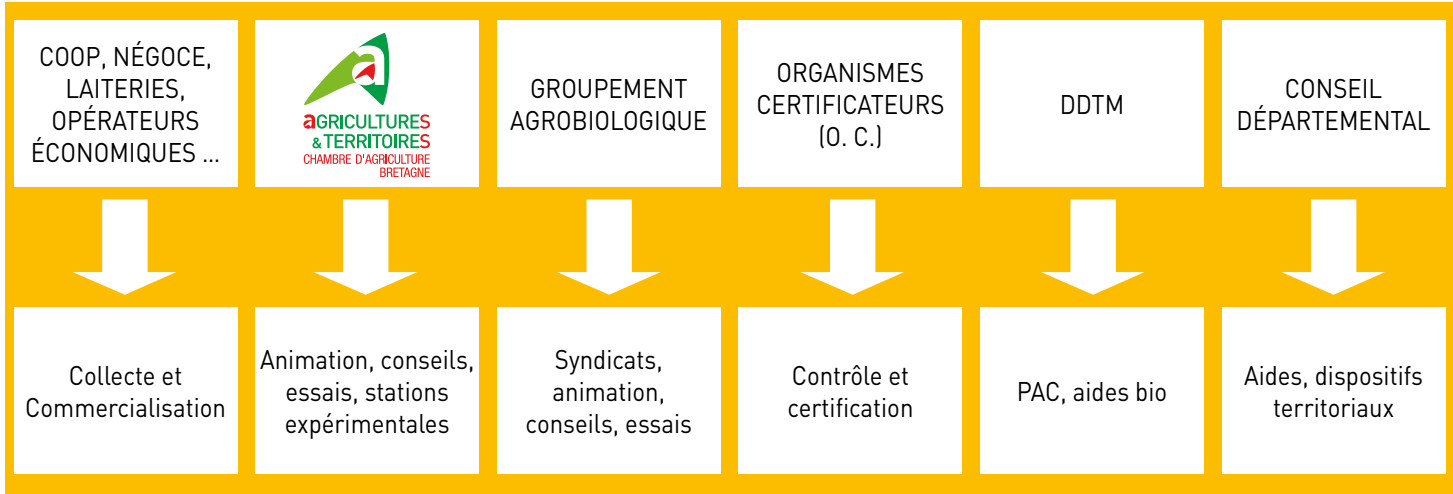 COOP, NÉGOCE,
LAITERIES,
OPÉRATEURS
ÉCONOMIQUES ...
a
aGRICULTURES
& TERRITOIRES
CHAMBRE D'AGRICULTURE
BRETAGNE
GROUPEMENT
AGROBIOLOGIQUE
ORGANISMES
CERTIFICATEURS
(O. C.)
DDTM
CONSEIL
DÉPARTEMENTAL
Collecte et
Commercialisation
Animation, conseils,
essais, stations
expérimentales
Syndicats,
animation,
conseils, essais
Contrôle et
certification
PAC, aides bio
Aides, dispositifs
territoriaux